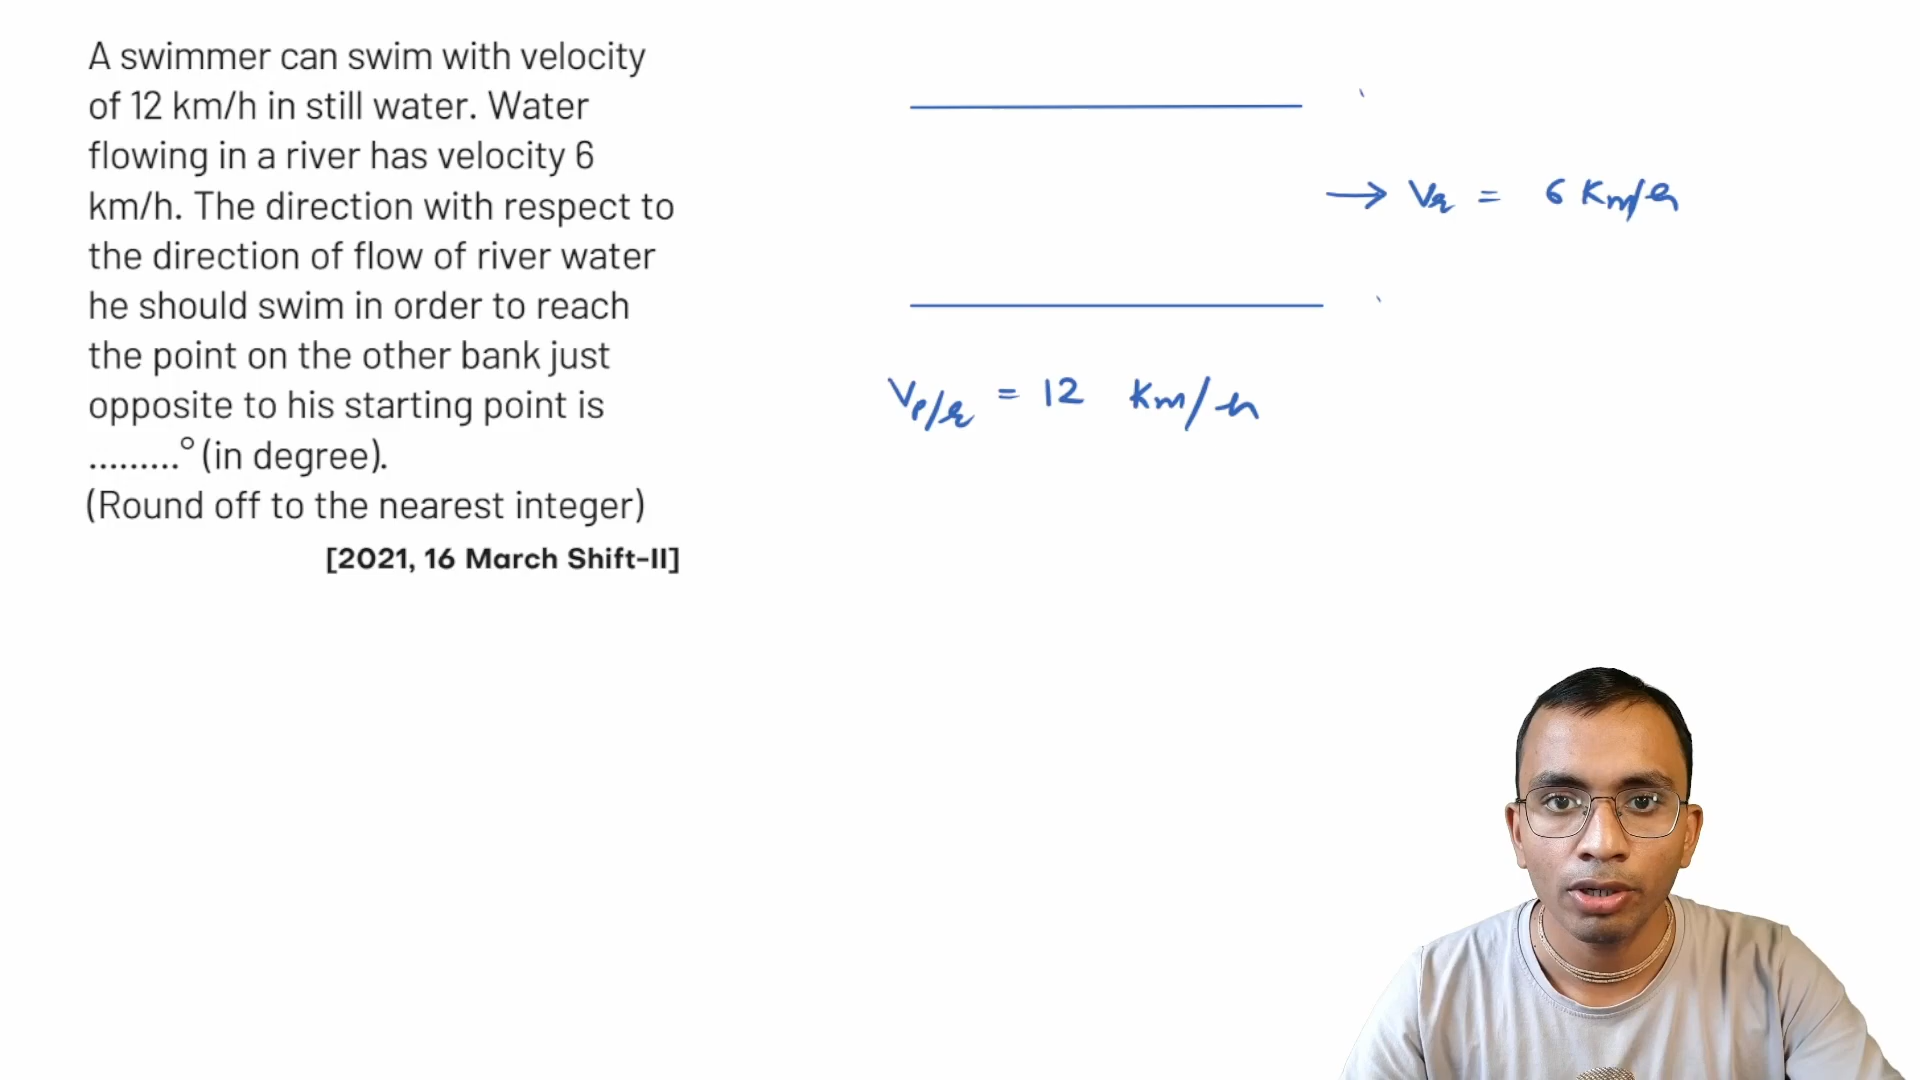 A swimmer can swim with velocity
of 12 km/h in still water. Water
flowing in a river has velocity 6
km/h. The direction with respect to
the direction of flow of river water
he should swim in order to reach
the point on the other bank just
opposite to his starting point is
.........° (in degree).
(Round off to the nearest integer)
[2021, 16 March Shift-II]
→ Vr = 6 Km/h
Vp/r = 12 Km/h